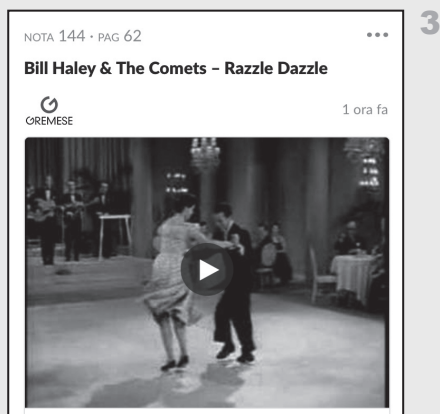 NOTA 144 • PAG 62
Bill Haley & The Comets – Razzle Dazzle
GREMESE
1 ora fa
3